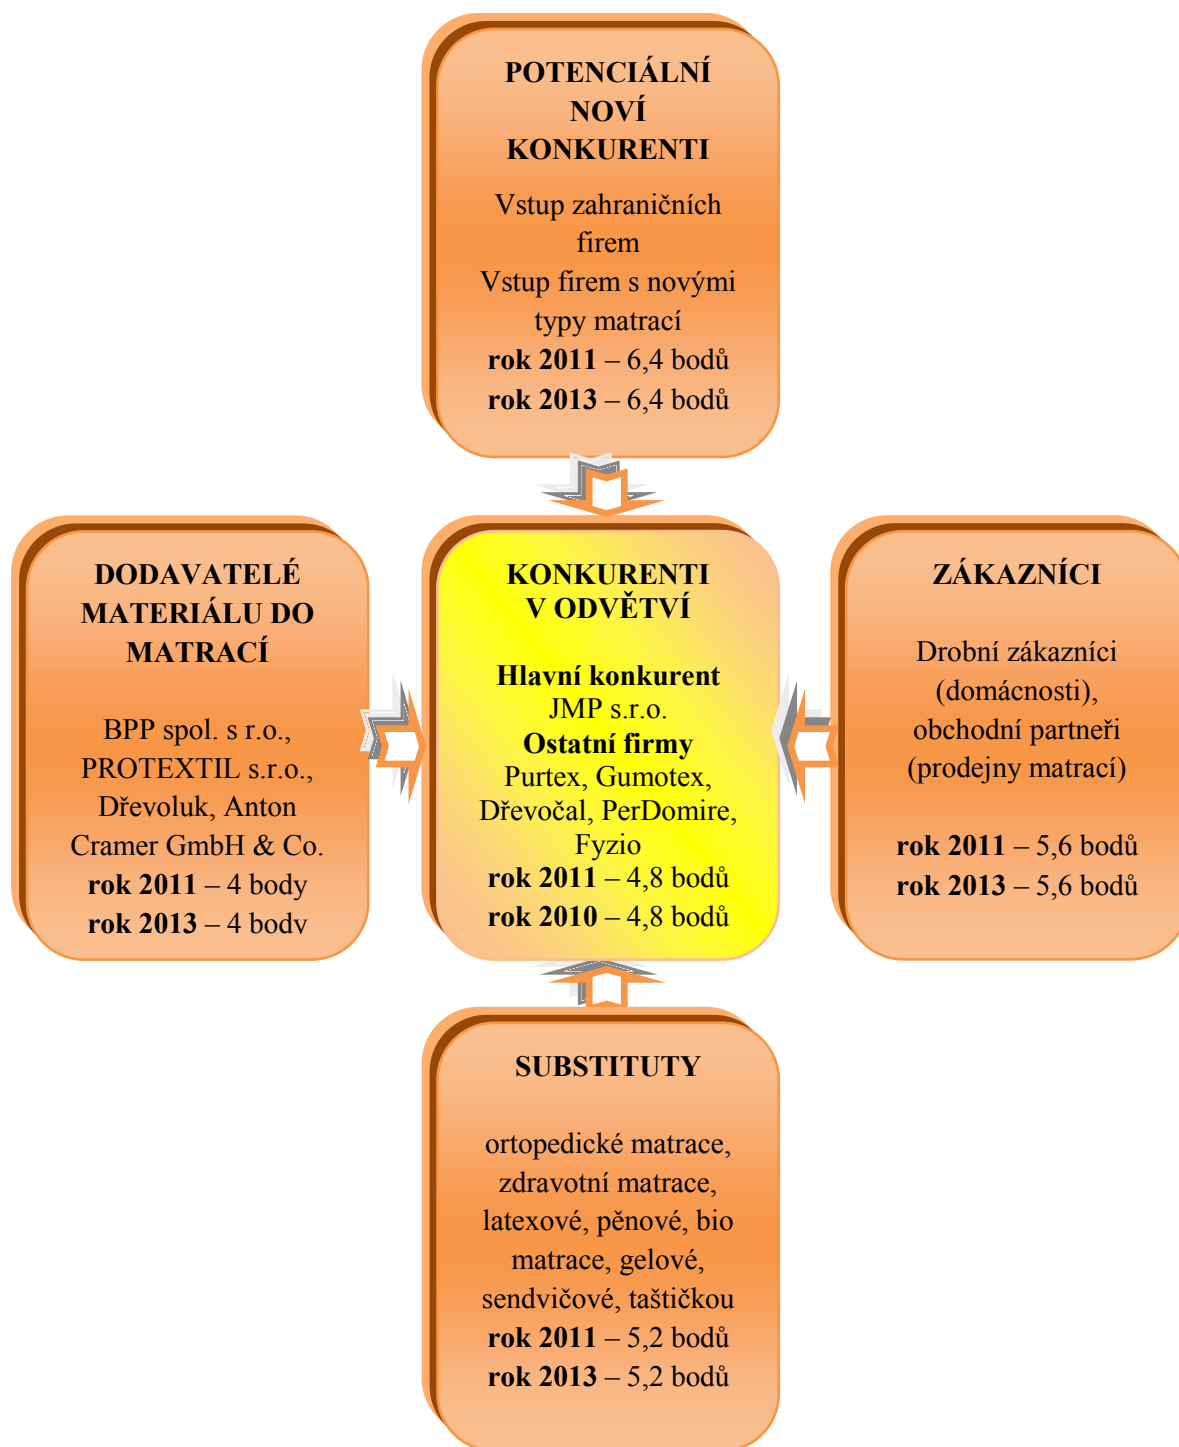 POTENCIÁLNÍ
NOVÍ
KONKURENTI
Vstup zahraničních
firem
Vstup firem s novými
typy matrací
rok 2011 – 6,4 bodů
rok 2013 – 6,4 bodů
DODAVATELÉ
MATERIÁLU DO
MATRACÍ
BPP spol. s r.o.,
PROTEXTIL s.r.o.,
Dřevoluk, Anton
Cramer GmbH & Co.
rok 2011 – 4 body
rok 2013 – 4 body
KONKURENTI
V ODVĚTVÍ
Hlavní konkurent
JMP s.r.o.
Ostatní firmy
Purtex, Gumotex,
Dřevočal, PerDomire,
Fyzio
rok 2011 – 4,8 bodů
rok 2010 – 4,8 bodů
ZÁKAZNÍCI
Drobní zákazníci
(domácnosti),
obchodní partneři
(prodejny matrací)
rok 2011 – 5,6 bodů
rok 2013 – 5,6 bodů
SUBSTITUTY
ortopedické matrace,
zdravotní matrace,
latexové, pěnové, bio
matrace, gelové,
sendvičové, taštičkou
rok 2011 – 5,2 bodů
rok 2013 – 5,2 bodů